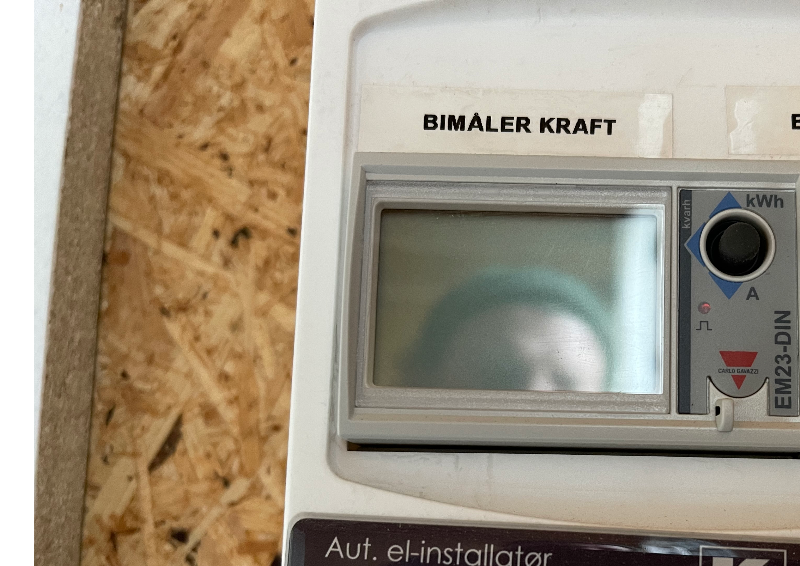 BIMÅLER KRAFT
kWh
kvarh
A
EM23-DIN
CARLO GAVAZZI
Aut. el-installatør